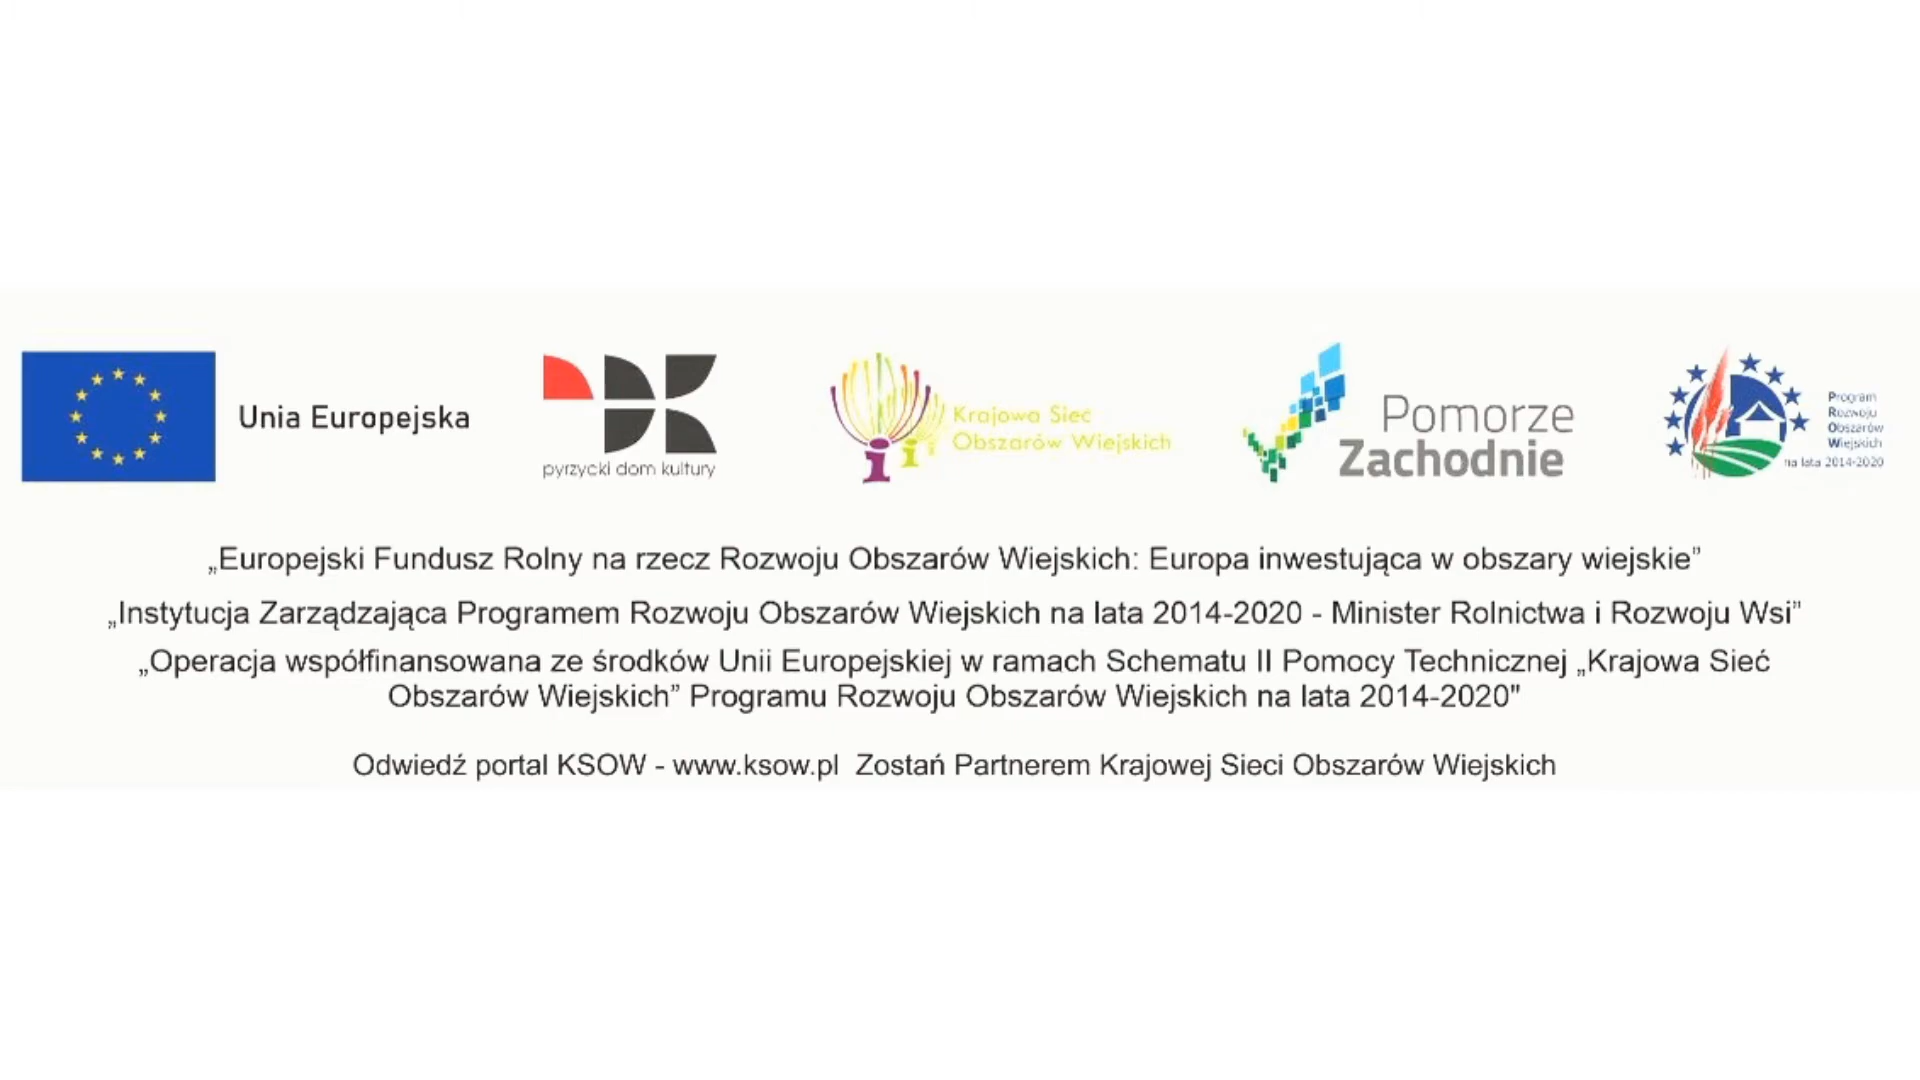 Unia Europejska
pyrzycki dom kultury
Krajowa Siec
Obszarów Wiejskich
Pomorze
Zachodnie
Program
Rozwoju
Obszarów
Wiejskich
na lata 2014-2020
„Europejski Fundusz Rolny na rzecz Rozwoju Obszarów Wiejskich: Europa inwestująca w obszary wiejskie”
„Instytucja Zarządzająca Programem Rozwoju Obszarów Wiejskich na lata 2014-2020 - Minister Rolnictwa i Rozwoju Wsi”
„Operacja współfinansowana ze środków Unii Europejskiej w ramach Schematu II Pomocy Technicznej „Krajowa Sieć
Obszarów Wiejskich” Programu Rozwoju Obszarów Wiejskich na lata 2014-2020"
Odwiedź portal KSOW - www.ksow.pl  Zostań Partnerem Krajowej Sieci Obszarów Wiejskich